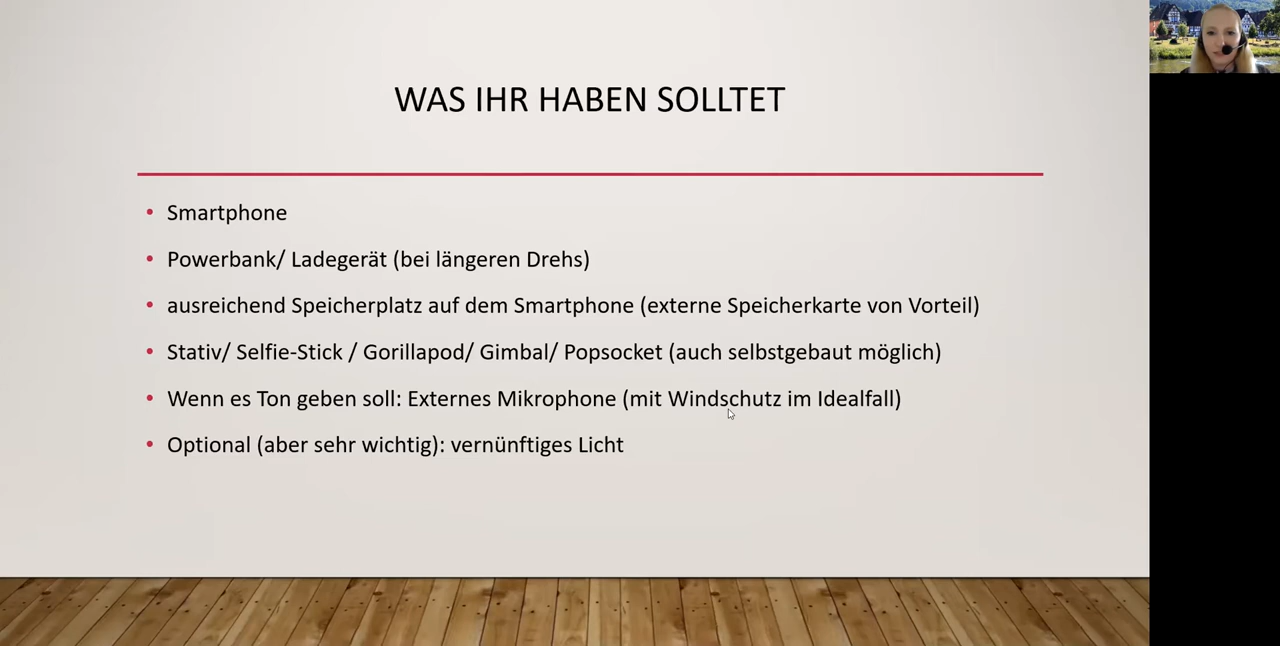 WAS IHR HABEN SOLLTET
• Smartphone
• Powerbank/ Ladegerät (bei längeren Drehs)
• ausreichend Speicherplatz auf dem Smartphone (externe Speicherkarte von Vorteil)
• Stativ/ Selfie-Stick / Gorillapod/ Gimbal/ Popsocket (auch selbstgebaut möglich)
• Wenn es Ton geben soll: Externes Mikrophone (mit Windschutz im Idealfall)
• Optional (aber sehr wichtig): vernünftiges Licht